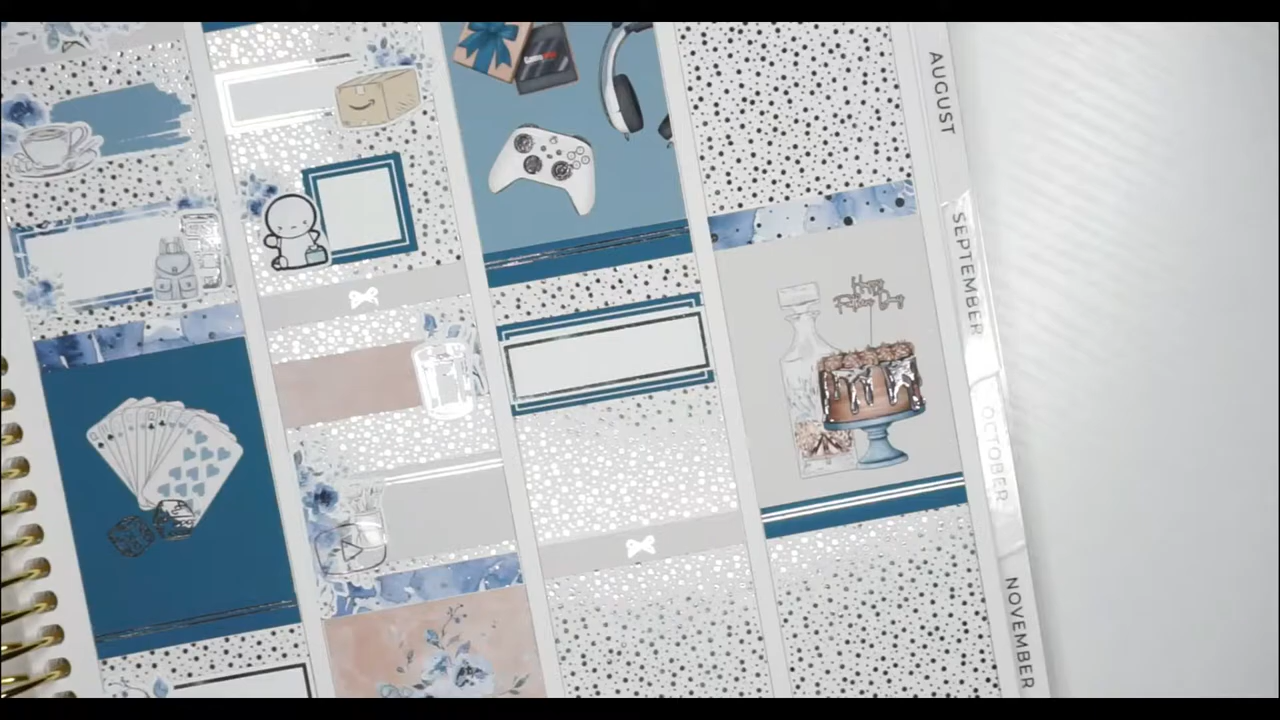 AUGUST
SEPTEMBER
Happy
Father's Day
OCTOBER
NOVEMBER